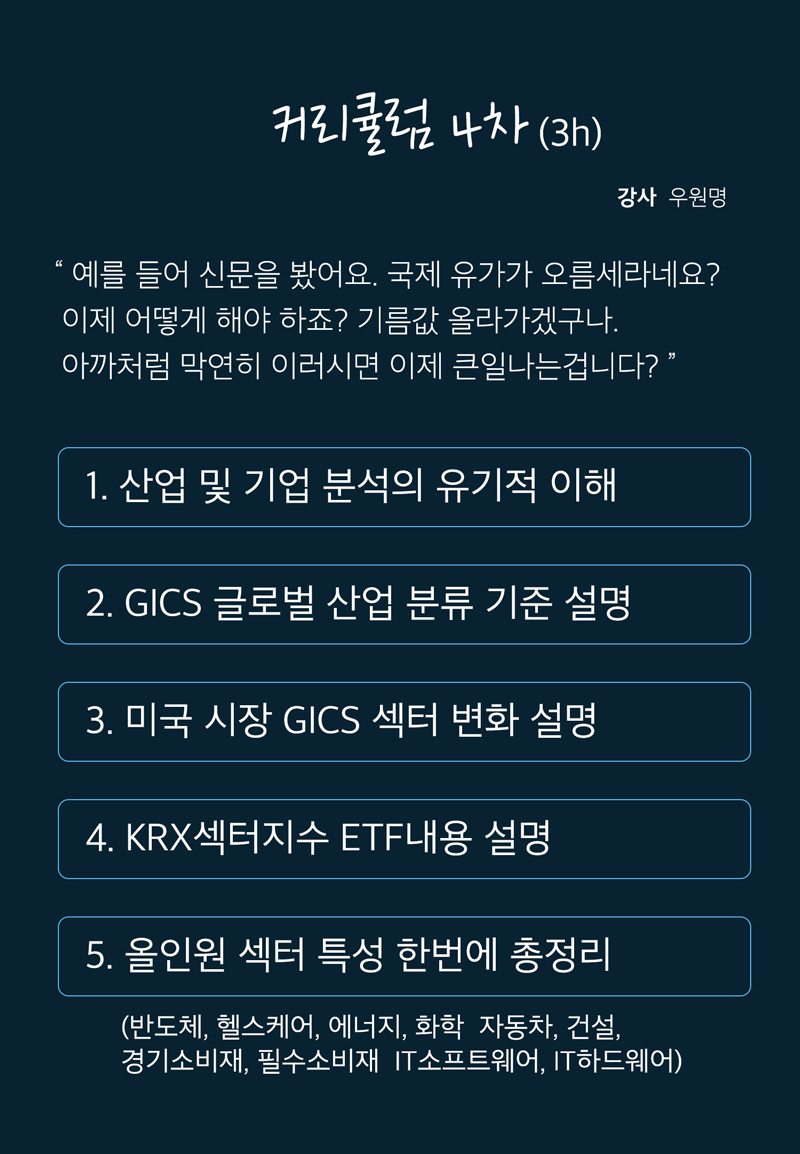 커리큘럼 4차 (3h)
강사 우원명
“ 예를 들어 신문을 봤어요. 국제 유가가 오름세라네요?
이제 어떻게 해야 하죠? 기름값 올라가겠구나.
아까처럼 막연히 이러시면 이제 큰일나는겁니다? ”
1. 산업 및 기업 분석의 유기적 이해
2. GICS 글로벌 산업 분류 기준 설명
3. 미국 시장 GICS 섹터 변화 설명
4. KRX섹터지수 ETF내용 설명
5. 올인원 섹터 특성 한번에 총정리
(반도체, 헬스케어, 에너지, 화학 자동차, 건설,
경기소비재, 필수소비재 IT소프트웨어, IT하드웨어)